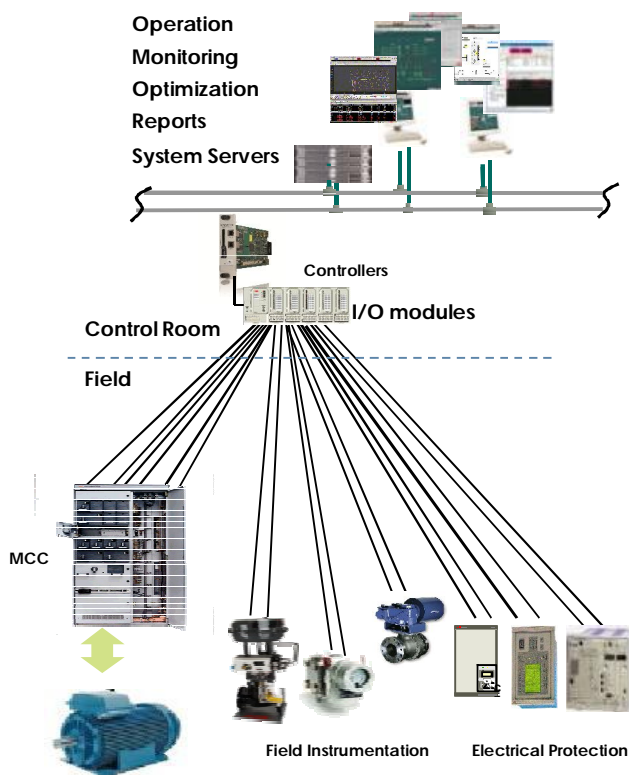 Operation
Monitoring
Optimization
Reports
System Servers
Controllers
I/O modules
Control Room
Field
MCC
Field Instrumentation
Electrical Protection